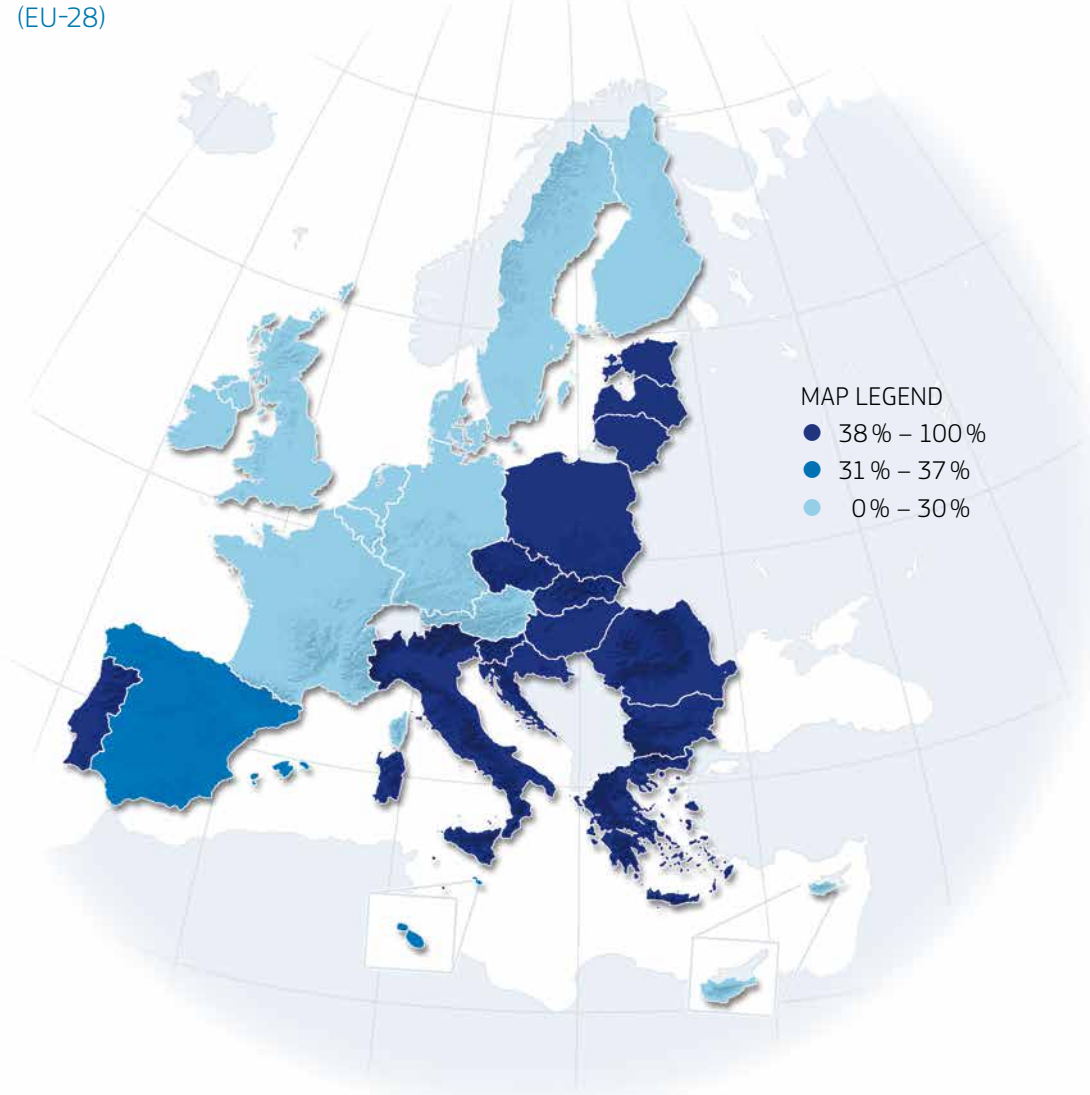 (EU-28)
MAP LEGEND
38 % – 100 %
31 % – 37 %
0 % – 30 %